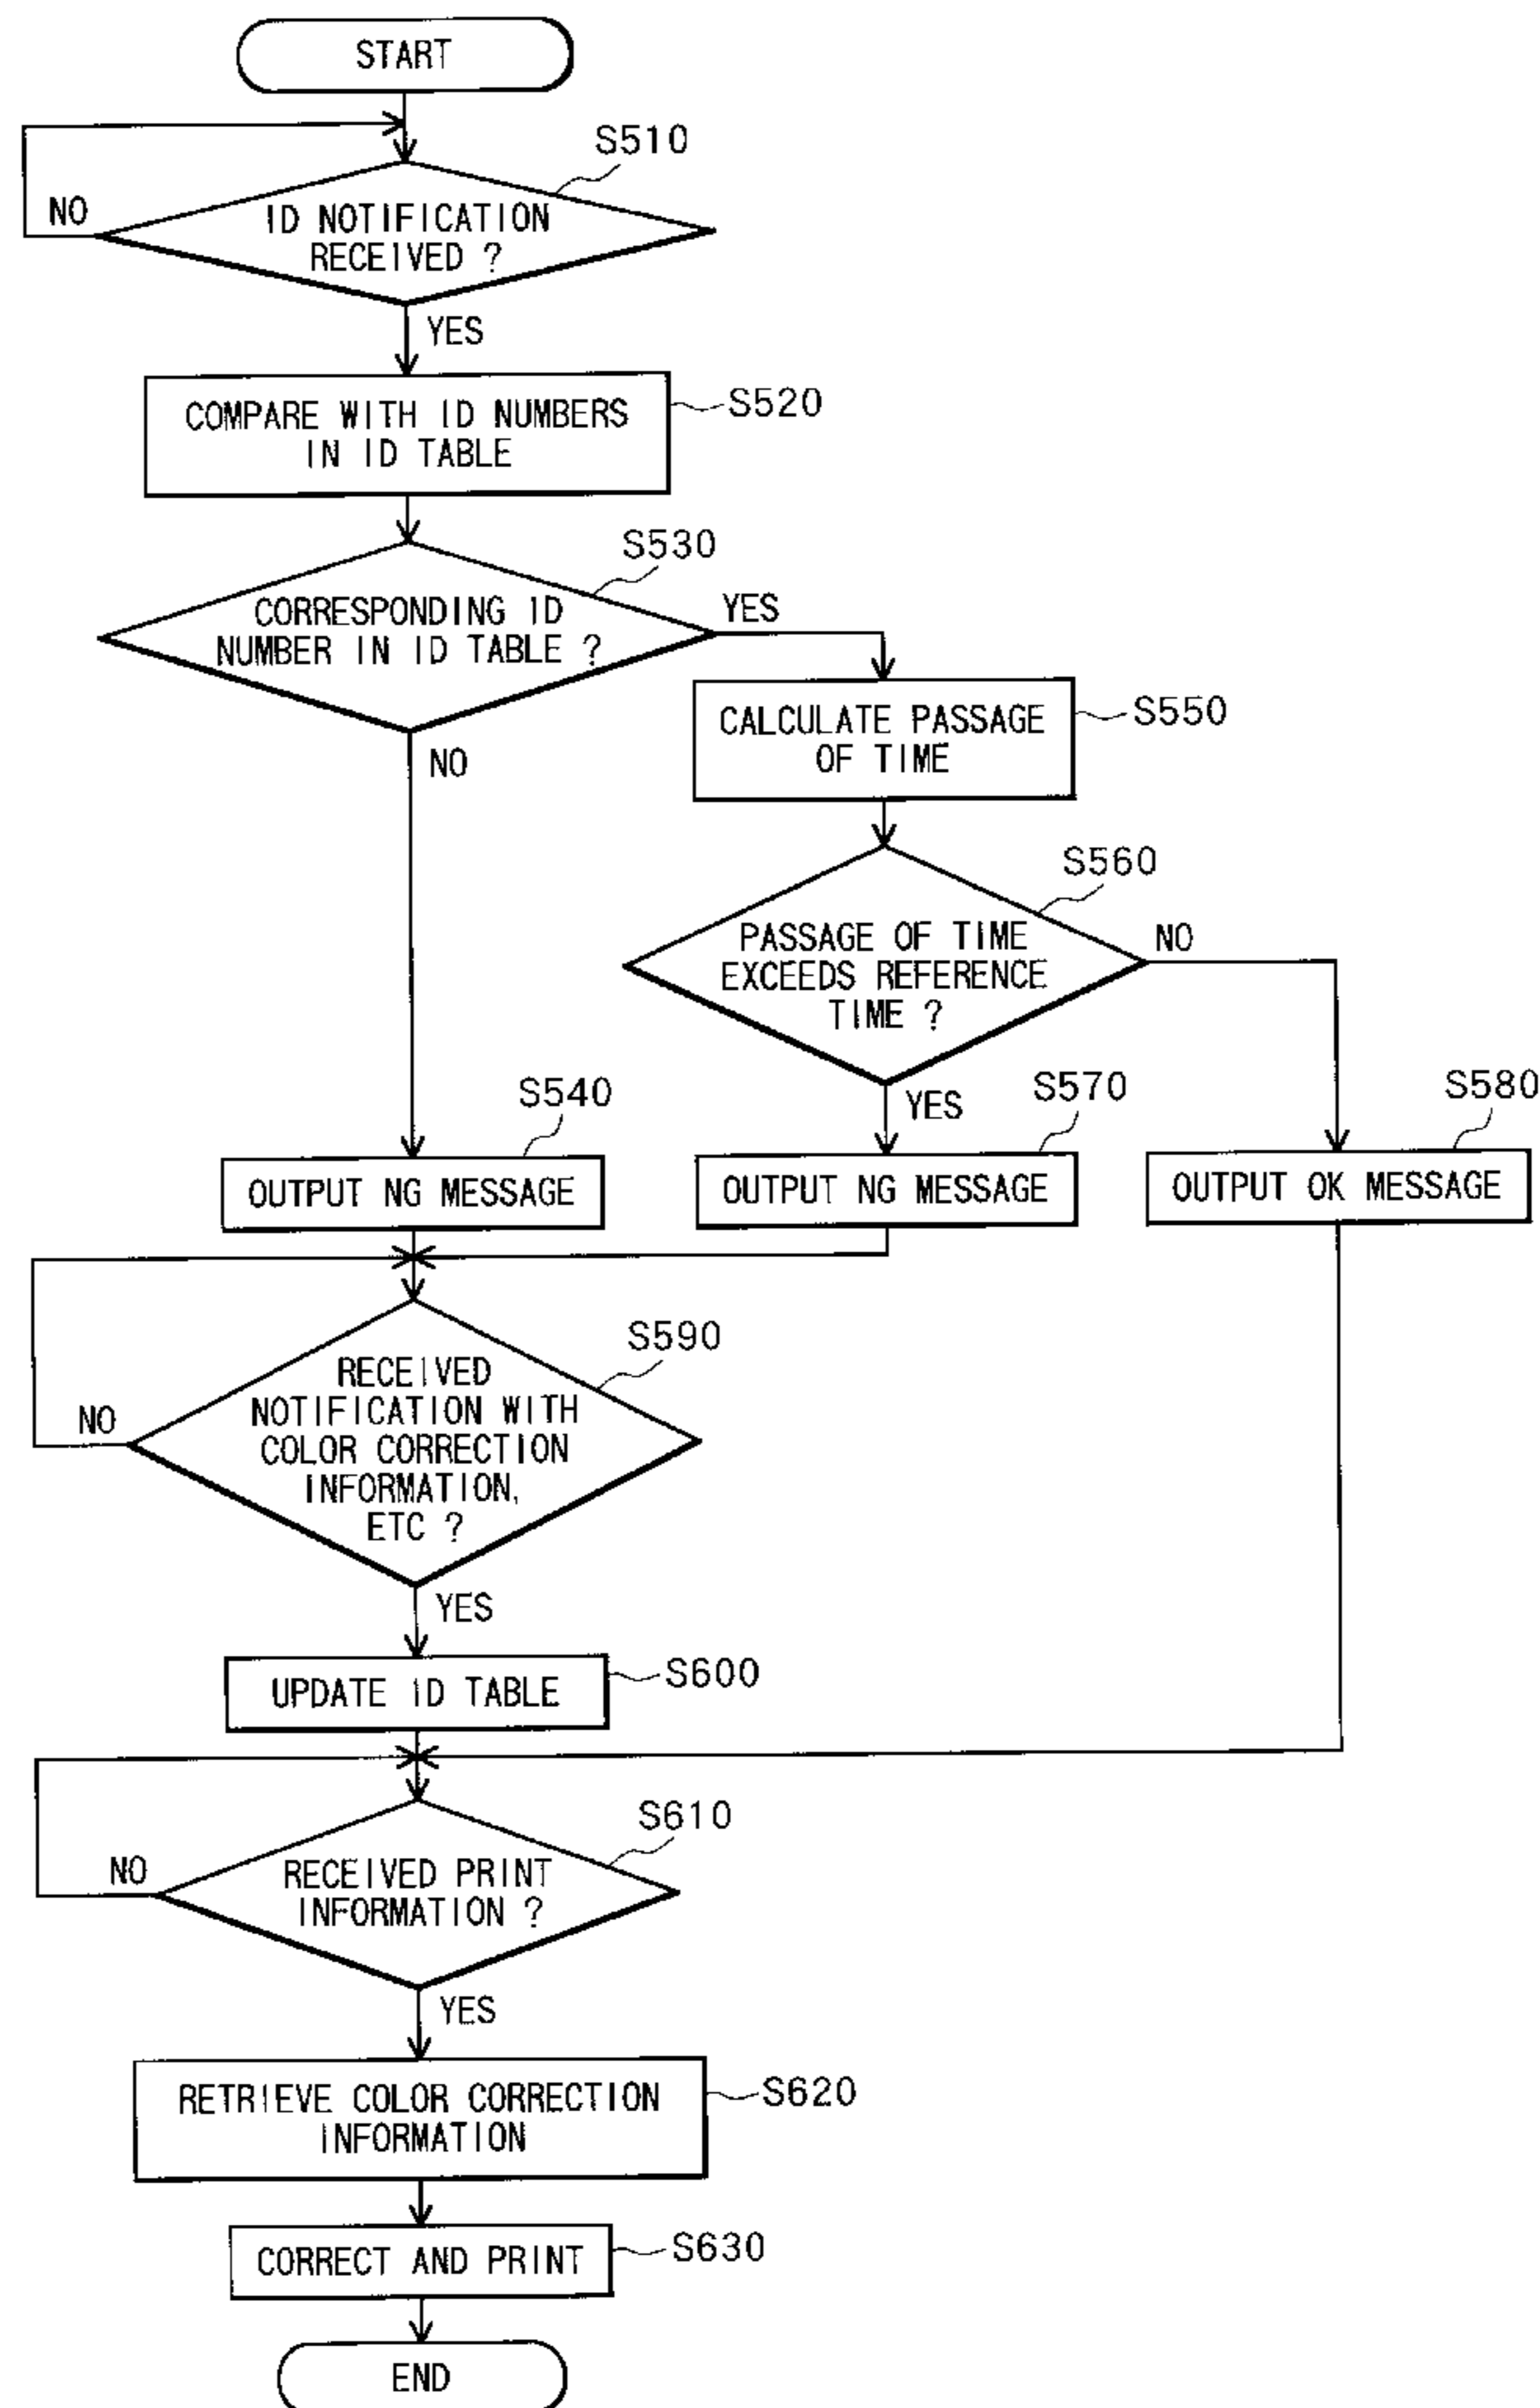 START
S510
NO
ID NOTIFICATION
RECEIVED ?
YES
COMPARE WITH ID NUMBERS
IN ID TABLE
S520
S530
CORRESPONDING ID
NUMBER IN ID TABLE ?
YES
NO
CALCULATE PASSAGE
OF TIME
S550
S560
PASSAGE OF TIME
EXCEEDS REFERENCE
TIME ?
NO
YES
S540
OUTPUT NG MESSAGE
S570
OUTPUT NG MESSAGE
S580
OUTPUT OK MESSAGE
S590
RECEIVED
NOTIFICATION WITH
COLOR CORRECTION
INFORMATION,
ETC ?
NO
YES
UPDATE ID TABLE
S600
S610
NO
RECEIVED PRINT
INFORMATION ?
YES
RETRIEVE COLOR CORRECTION
INFORMATION
S620
CORRECT AND PRINT
S630
END